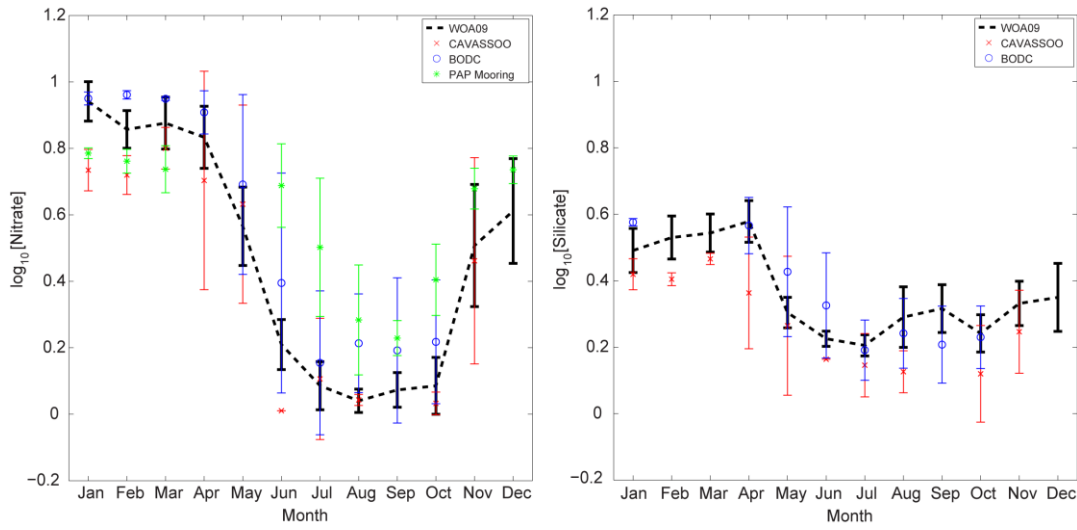 1.2
1
0.8
0.6
0.4
0.2
0
−0.2
log10[Nitrate]
Jan Feb Mar Apr May Jun Jul Aug Sep Oct Nov Dec
Month
WOA09
CAVASSOO
BODC
PAP Mooring
1.2
1
0.8
0.6
0.4
0.2
0
−0.2
log10[Silicate]
Jan Feb Mar Apr May Jun Jul Aug Sep Oct Nov Dec
Month
WOA09
CAVASSOO
BODC